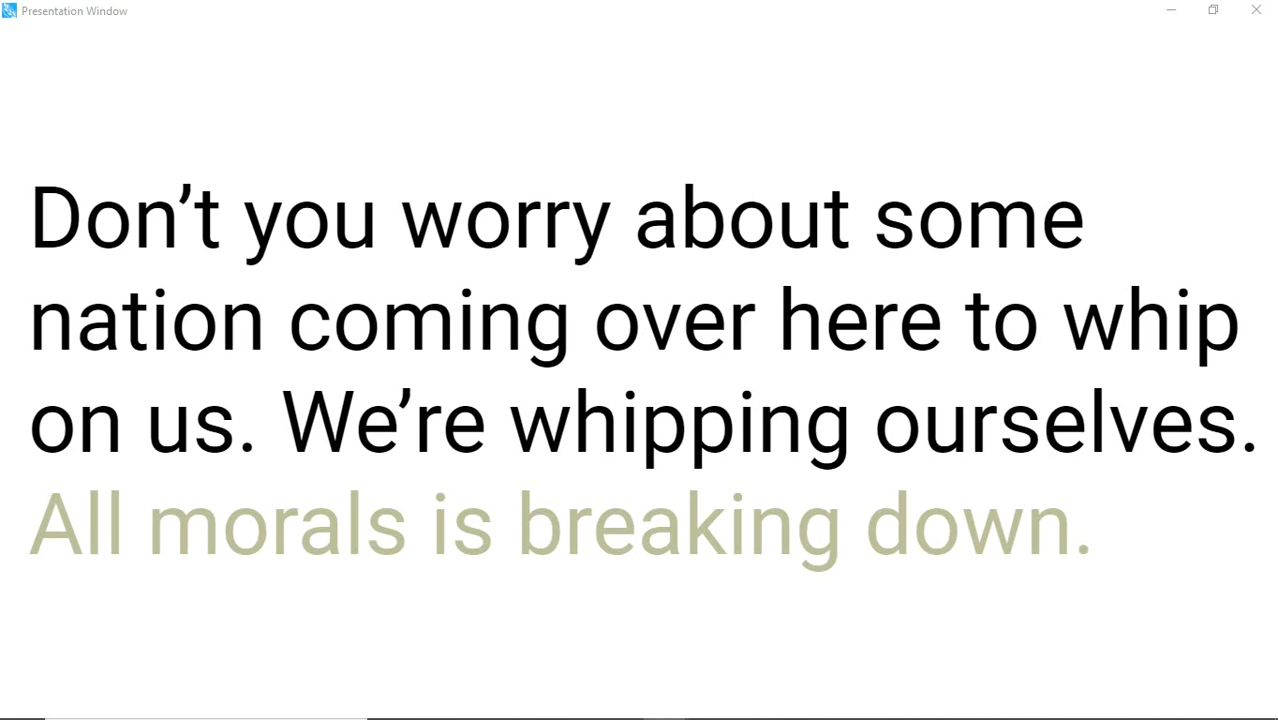 Presentation Window
Don’t you worry about some
nation coming over here to whip
on us. We’re whipping ourselves.
All morals is breaking down.